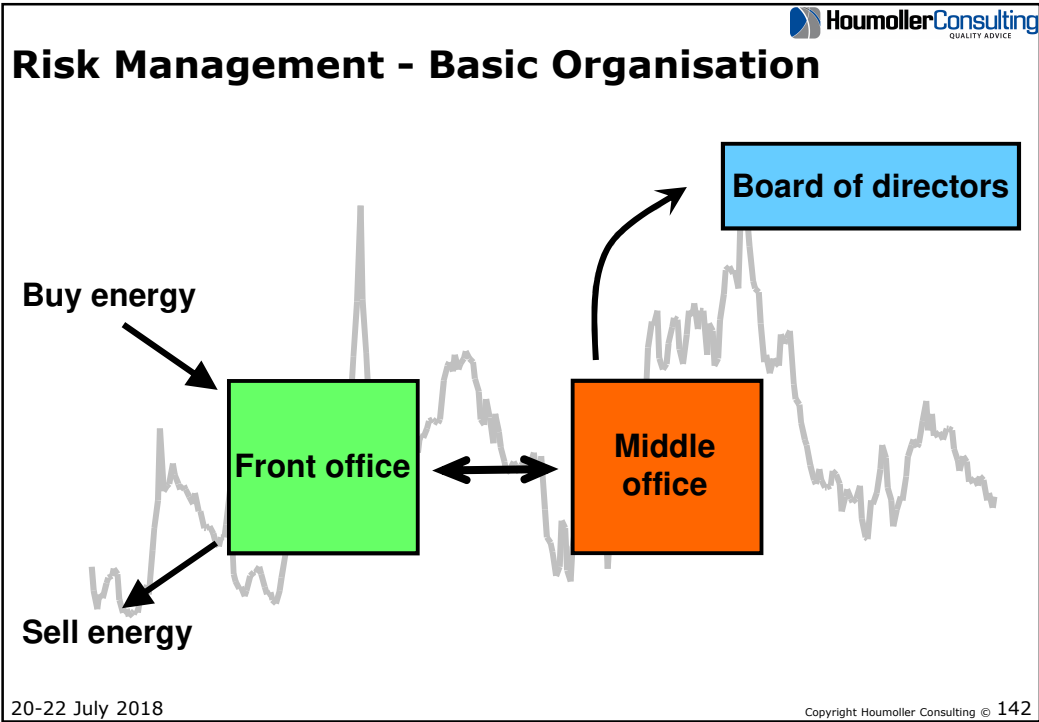 HoumollerConsulting
QUALITY ADVICE
Risk Management - Basic Organisation
Board of directors
Buy energy
Front office
Middle
office
Sell energy
20-22 July 2018
Copyright Houmoller Consulting © 142